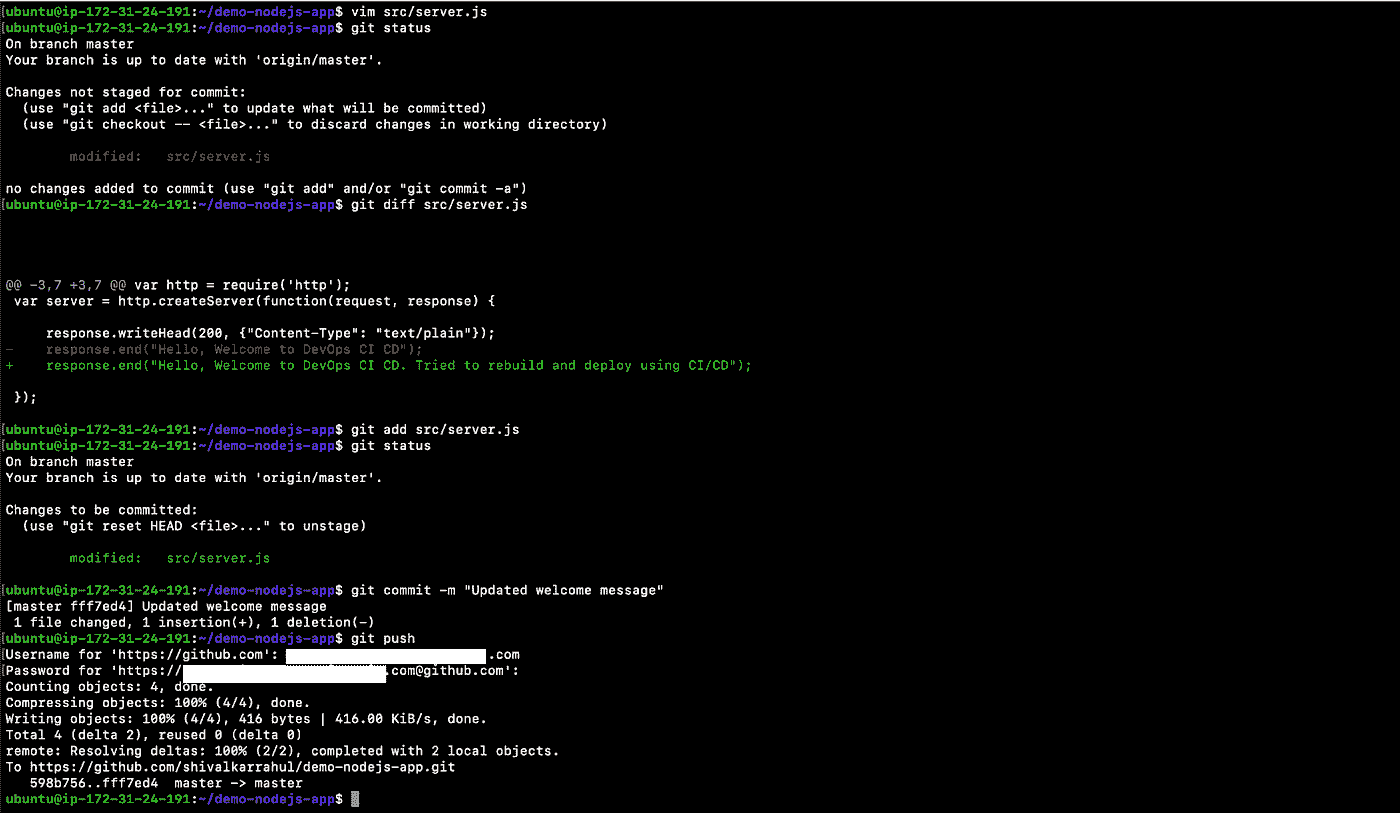 ubuntu@ip-172-31-24-191:~/demo-nodejs-app$ vim src/server.js
ubuntu@ip-172-31-24-191:~/demo-nodejs-app$ git status
On branch master
Your branch is up to date with 'origin/master'.
Changes not staged for commit:
  (use "git add <file>..." to update what will be committed)
  (use "git checkout -- <file>..." to discard changes in working directory)
        modified:   src/server.js
no changes added to commit (use "git add" and/or "git commit -a")
ubuntu@ip-172-31-24-191:~/demo-nodejs-app$ git diff src/server.js
@@ -3,7 +3,7 @@ var http = require('http');
 var server = http.createServer(function(request, response) {
     response.writeHead(200, {"Content-Type": "text/plain"});
-    response.end("Hello, Welcome to DevOps CI CD");
+    response.end("Hello, Welcome to DevOps CI CD. Tried to rebuild and deploy using CI/CD");
 });
ubuntu@ip-172-31-24-191:~/demo-nodejs-app$ git add src/server.js
ubuntu@ip-172-31-24-191:~/demo-nodejs-app$ git status
On branch master
Your branch is up to date with 'origin/master'.
Changes to be committed:
  (use "git reset HEAD <file>..." to unstage)
        modified:   src/server.js
ubuntu@ip-172-31-24-191:~/demo-nodejs-app$ git commit -m "Updated welcome message"
[master fff7ed4] Updated welcome message
 1 file changed, 1 insertion(+), 1 deletion(-)
ubuntu@ip-172-31-24-191:~/demo-nodejs-app$ git push
Username for 'https://github.com': .com
Password for 'https:// .com@github.com':
Counting objects: 4, done.
Compressing objects: 100% (4/4), done.
Writing objects: 100% (4/4), 416 bytes | 416.00 KiB/s, done.
Total 4 (delta 2), reused 0 (delta 0)
remote: Resolving deltas: 100% (2/2), completed with 2 local objects.
To https://github.com/shivalkarrahul/demo-nodejs-app.git
   598b756..fff7ed4  master -> master
ubuntu@ip-172-31-24-191:~/demo-nodejs-app$